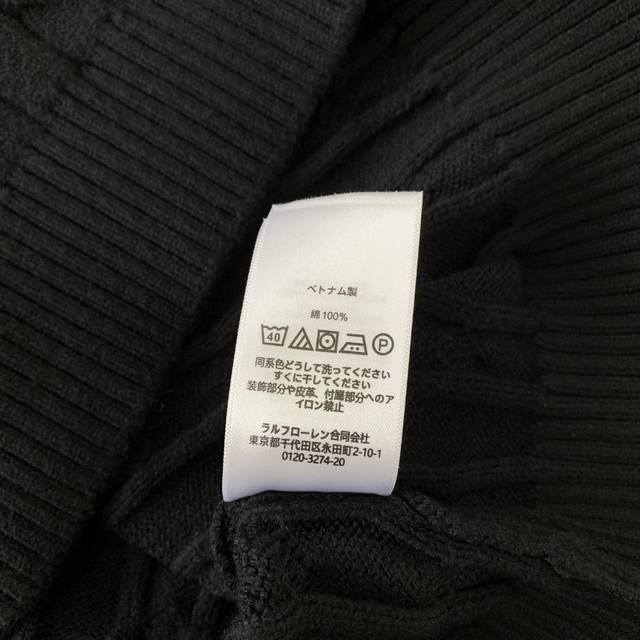 ベトナム製
綿 100%
40 P
同系色どうして洗ってください
すぐに干してください
装飾部分や皮革、付属部分へのア
イロン禁止
ラルフローレン合同会社
東京都千代田区永田町2-10-1
0120-3274-20